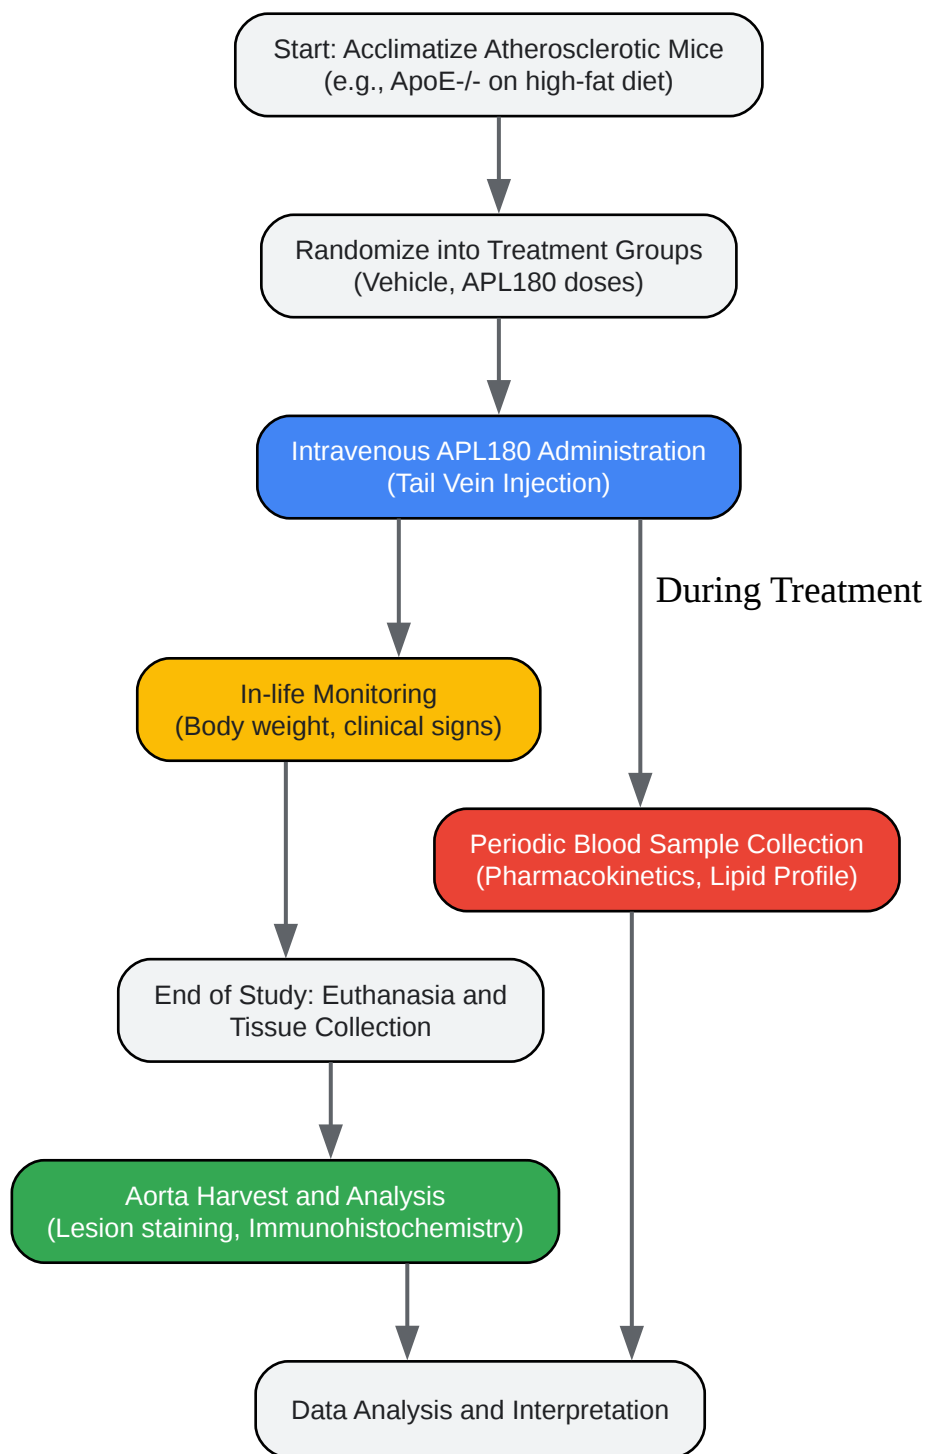 Start: Acclimatize Atherosclerotic Mice
(e.g., ApoE-/- on high-fat diet)
Randomize into Treatment Groups
(Vehicle, APL180 doses)
Intravenous APL180 Administration
(Tail Vein Injection)
During Treatment
In-life Monitoring
(Body weight, clinical signs)
Periodic Blood Sample Collection
(Pharmacokinetics, Lipid Profile)
End of Study: Euthanasia and
Tissue Collection
Aorta Harvest and Analysis
(Lesion staining, Immunohistochemistry)
Data Analysis and Interpretation